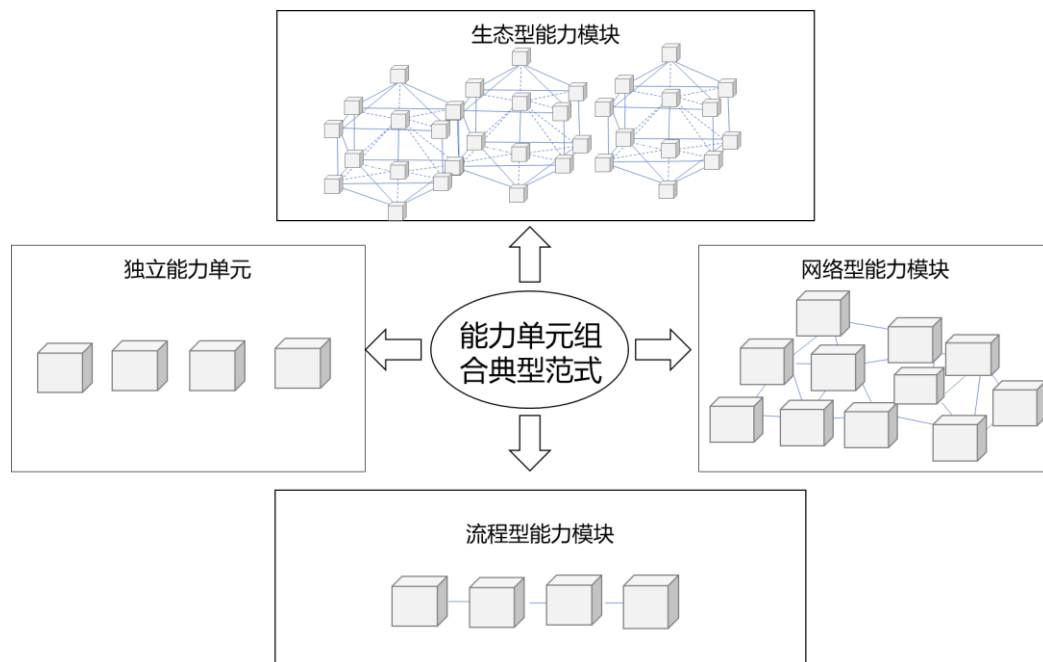 生态型能力模块
独立能力单元
能力单元组
合典型范式
网络型能力模块
流程型能力模块